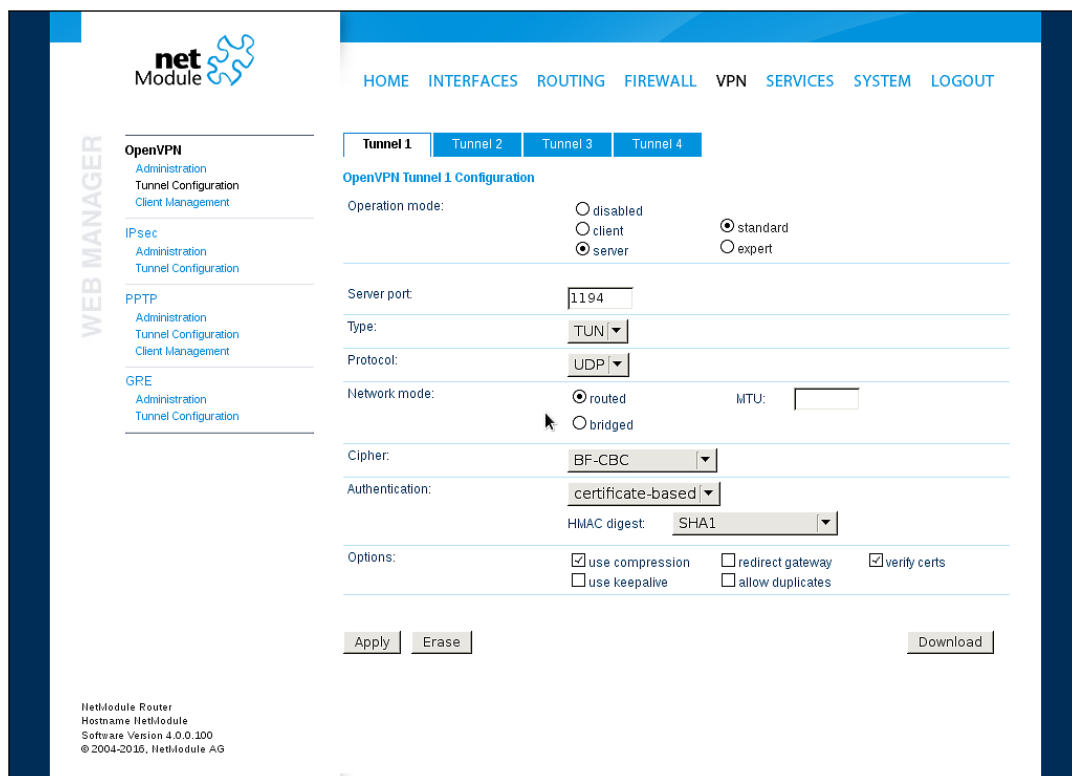 net
Module
HOME INTERFACES ROUTING FIREWALL VPN SERVICES SYSTEM LOGOUT
WEB MANAGER
OpenVPN
Administration
Tunnel Configuration
Client Management
IPsec
Administration
Tunnel Configuration
PPTP
Administration
Tunnel Configuration
Client Management
GRE
Administration
Tunnel Configuration
Tunnel 1 Tunnel 2 Tunnel 3 Tunnel 4
OpenVPN Tunnel 1 Configuration
Operation mode:
disabled
client
server
standard
expert
Server port: 1194
Type: TUN
Protocol: UDP
Network mode: routed MTU:
bridged
Cipher: BF-CBC
Authentication: certificate-based
HMAC digest: SHA1
Options: use compression redirect gateway verify certs
use keepalive allow duplicates
Apply Erase Download
NetModule Router
Hostname NetModule
Software Version 4.0.0.100
© 2004-2016, NetModule AG